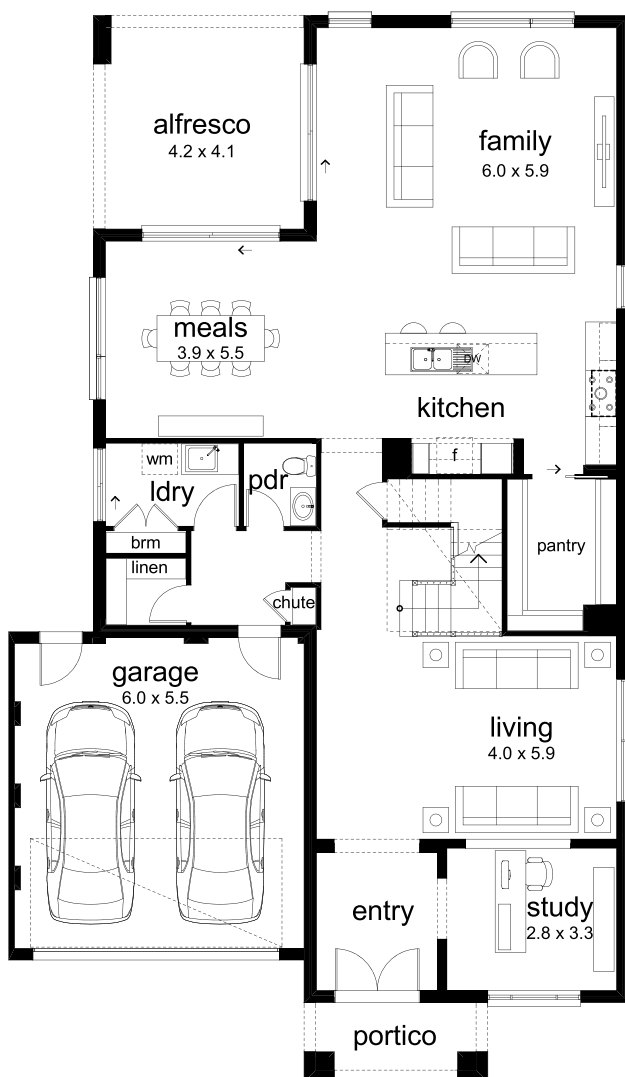 alfresco
4.2 x 4.1
family
6.0 x 5.9
meals
3.9 x 5.5
DW
kitchen
f
wm
pdr
ldry
brm
linen
pantry
chute
garage
6.0 x 5.5
living
4.0 x 5.9
entry
study
2.8 x 3.3
portico